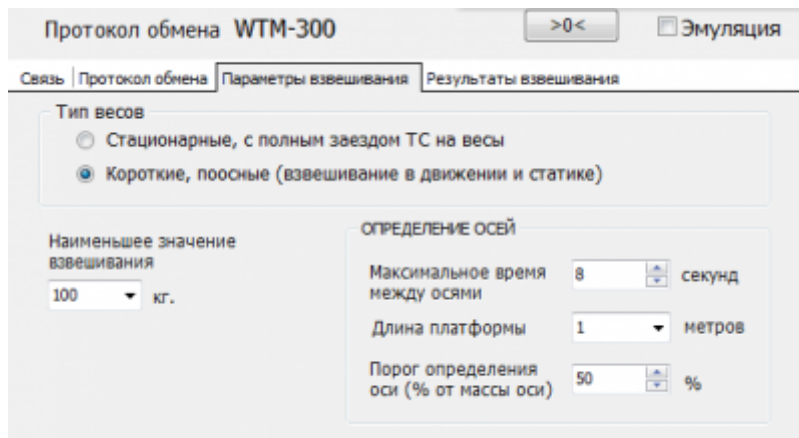 Протокол обмена WTM-300 >0< Эмуляция
Связь Протокол обмена Параметры взвешивания Результаты взвешивания
Тип весов
Стационарные, с полным заездом ТС на весы
Короткие, поосные (взвешивание в движении и статике)
Наименьшее значение
взвешивания
100 кг.
ОПРЕДЕЛЕНИЕ ОСЕЙ
Максимальное время
между осями
8 секунд
Длина платформы 1 метров
Порог определения
оси (% от массы оси)
50 %